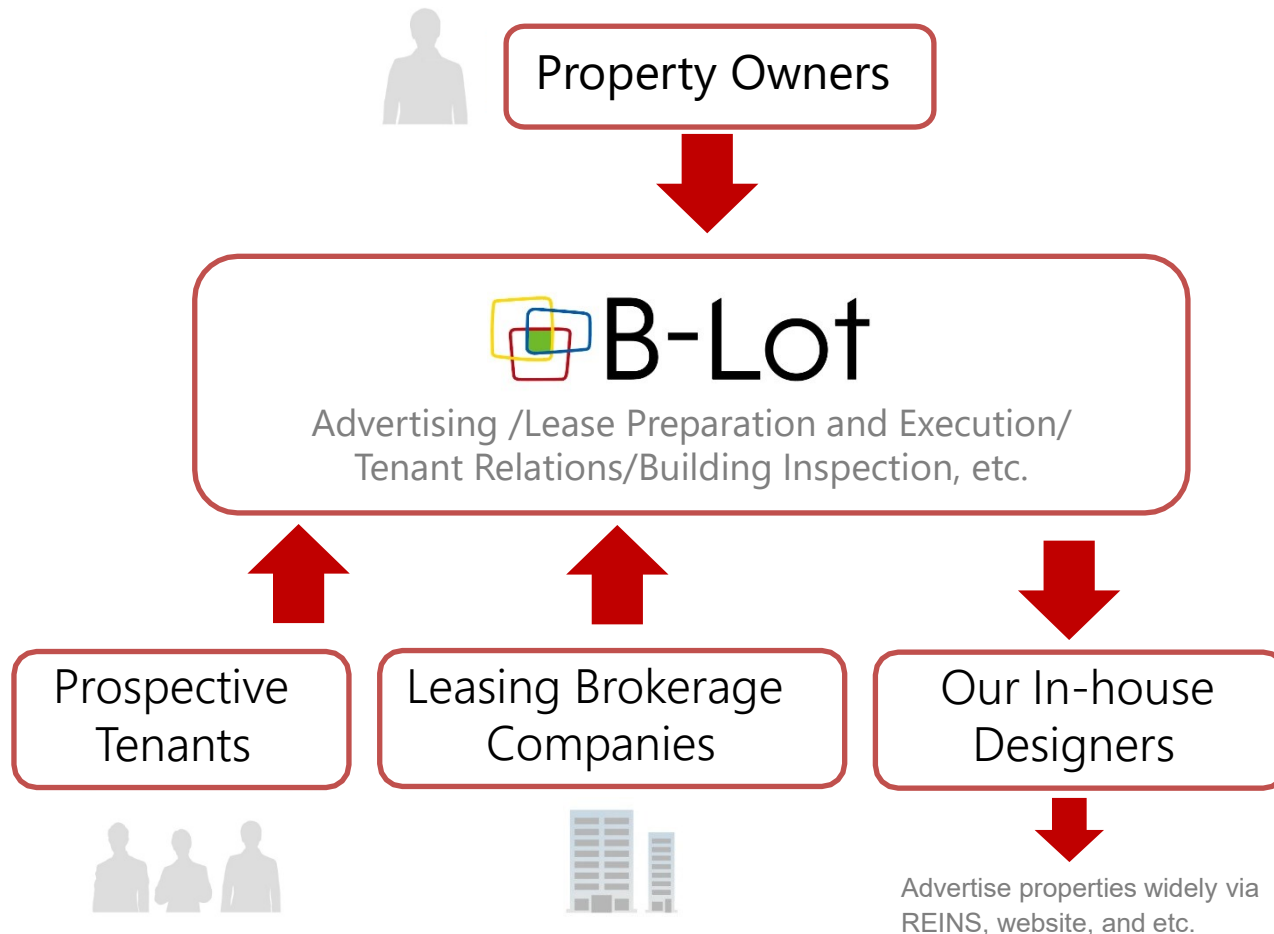 Property Owners
B-Lot
Advertising /Lease Preparation and Execution/
Tenant Relations/Building Inspection, etc.
Prospective
Tenants
Leasing Brokerage
Companies
Our In-house
Designers
Advertise properties widely via
REINS, website, and etc.